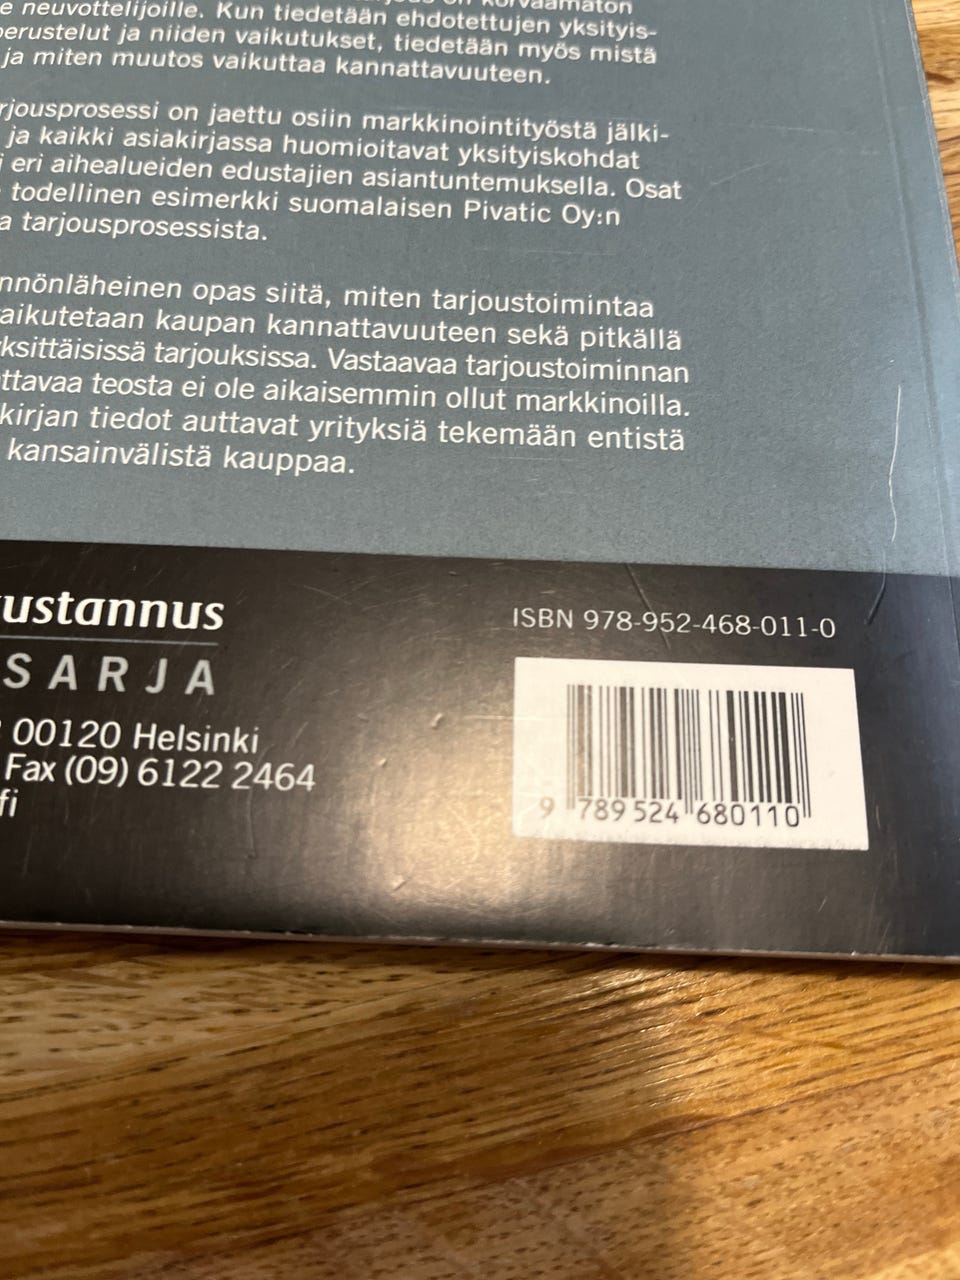 neuvottelijoille. Kun tiedetään ehdotettujen yksityis-
perustelut ja niiden vaikutukset, tiedetään myös mistä
ja miten muutos vaikuttaa kannattavuuteen.
rjousprosessi on jaettu osiin markkinointityöstä jälki-
ja kaikki asiakirjassa huomioitavat yksityiskohdat
eri aihealueiden edustajien asiantuntemuksella. Osat
todellinen esimerkki suomalaisen Pivatic Oy:n
a tarjousprosessista.
nnönläheinen opas siitä, miten tarjoustoimintaa
aikutetaan kaupan kannattavuuteen sekä pitkällä
yksittäisissä tarjouksissa. Vastaavaa tarjoustoiminnan
ttavaa teosta ei ole aikaisemmin ollut markkinoilla.
kirjan tiedot auttavat yrityksiä tekemään entistä
kansainvälistä kauppaa.
ustannus
SARJA
00120 Helsinki
Fax (09) 6122 2464
fi
ISBN 978-952-468-011-0
9 789524 680110